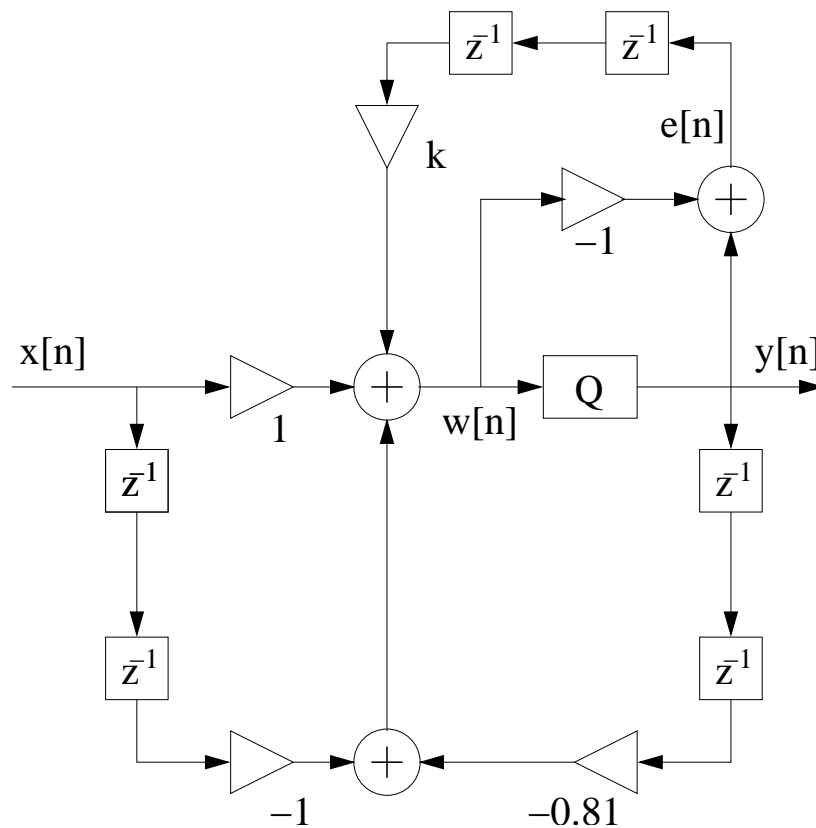 z⁻¹ z⁻¹
e[n]
k
−1
+
x[n] y[n]
+ Q
1 w[n]
z⁻¹ z⁻¹
z⁻¹ z⁻¹
+
−1 −0.81